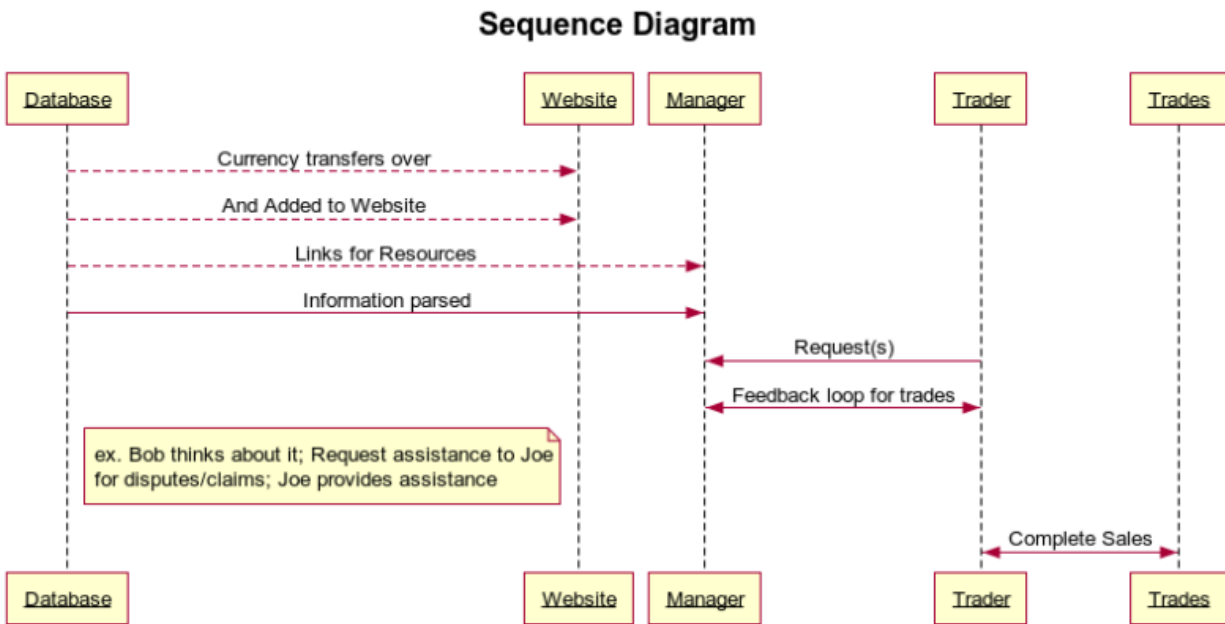 Sequence Diagram
Database Website Manager Trader Trades
Currency transfers over
And Added to Website
Links for Resources
Information parsed
Request(s)
Feedback loop for trades
ex. Bob thinks about it; Request assistance to Joe
for disputes/claims; Joe provides assistance
Complete Sales
Database Website Manager Trader Trades